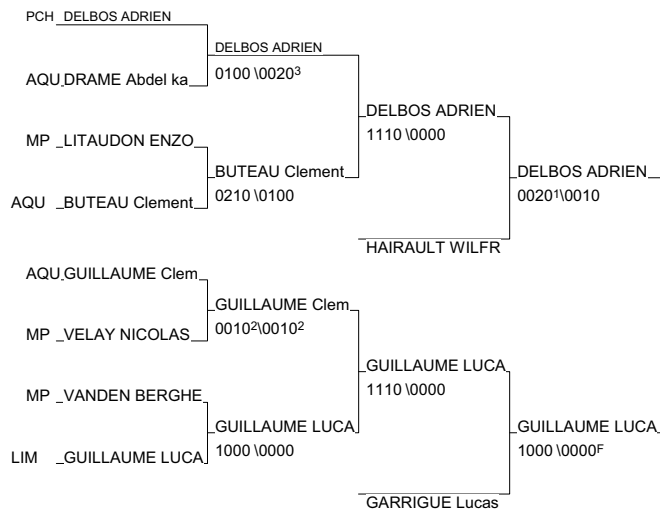 PCH DELBOS ADRIEN
DELBOS ADRIEN
0100 \0020³
AQU DRAME Abdel ka
DELBOS ADRIEN
1110 \0000
MP LITAUDON ENZO
BUTEAU Clement
0210 \0100
DELBOS ADRIEN
0020¹\0010
AQU BUTEAU Clement
HAIRAULT WILFR
AQU GUILLAUME Clem
GUILLAUME Clem
0010²\0010²
MP VELAY NICOLAS
GUILLAUME LUCA
1110 \0000
MP VANDEN BERGHE
GUILLAUME LUCA
1000 \0000
GUILLAUME LUCA
1000 \0000ᶠ
LIM GUILLAUME LUCA
GARRIGUE Lucas